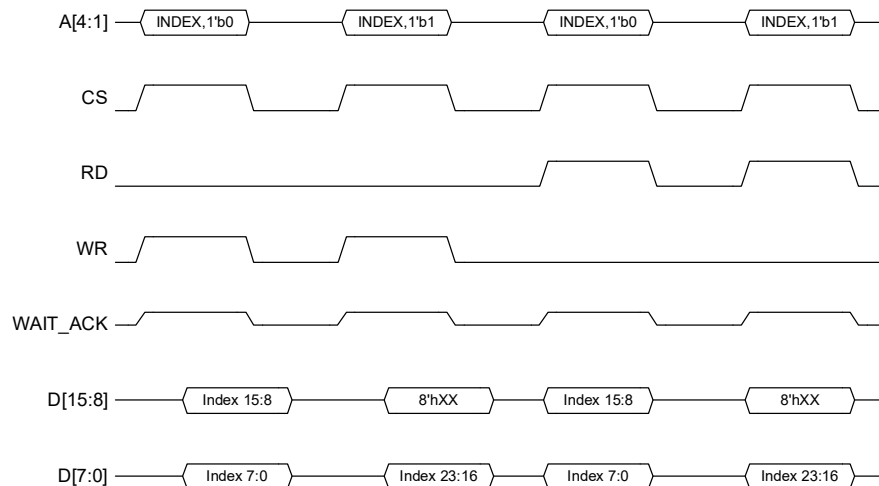 A[4:1] INDEX,1'b0 INDEX,1'b1 INDEX,1'b0 INDEX,1'b1
CS
RD
WR
WAIT_ACK
D[15:8] Index 15:8 8'hXX Index 15:8 8'hXX
D[7:0] Index 7:0 Index 23:16 Index 7:0 Index 23:16